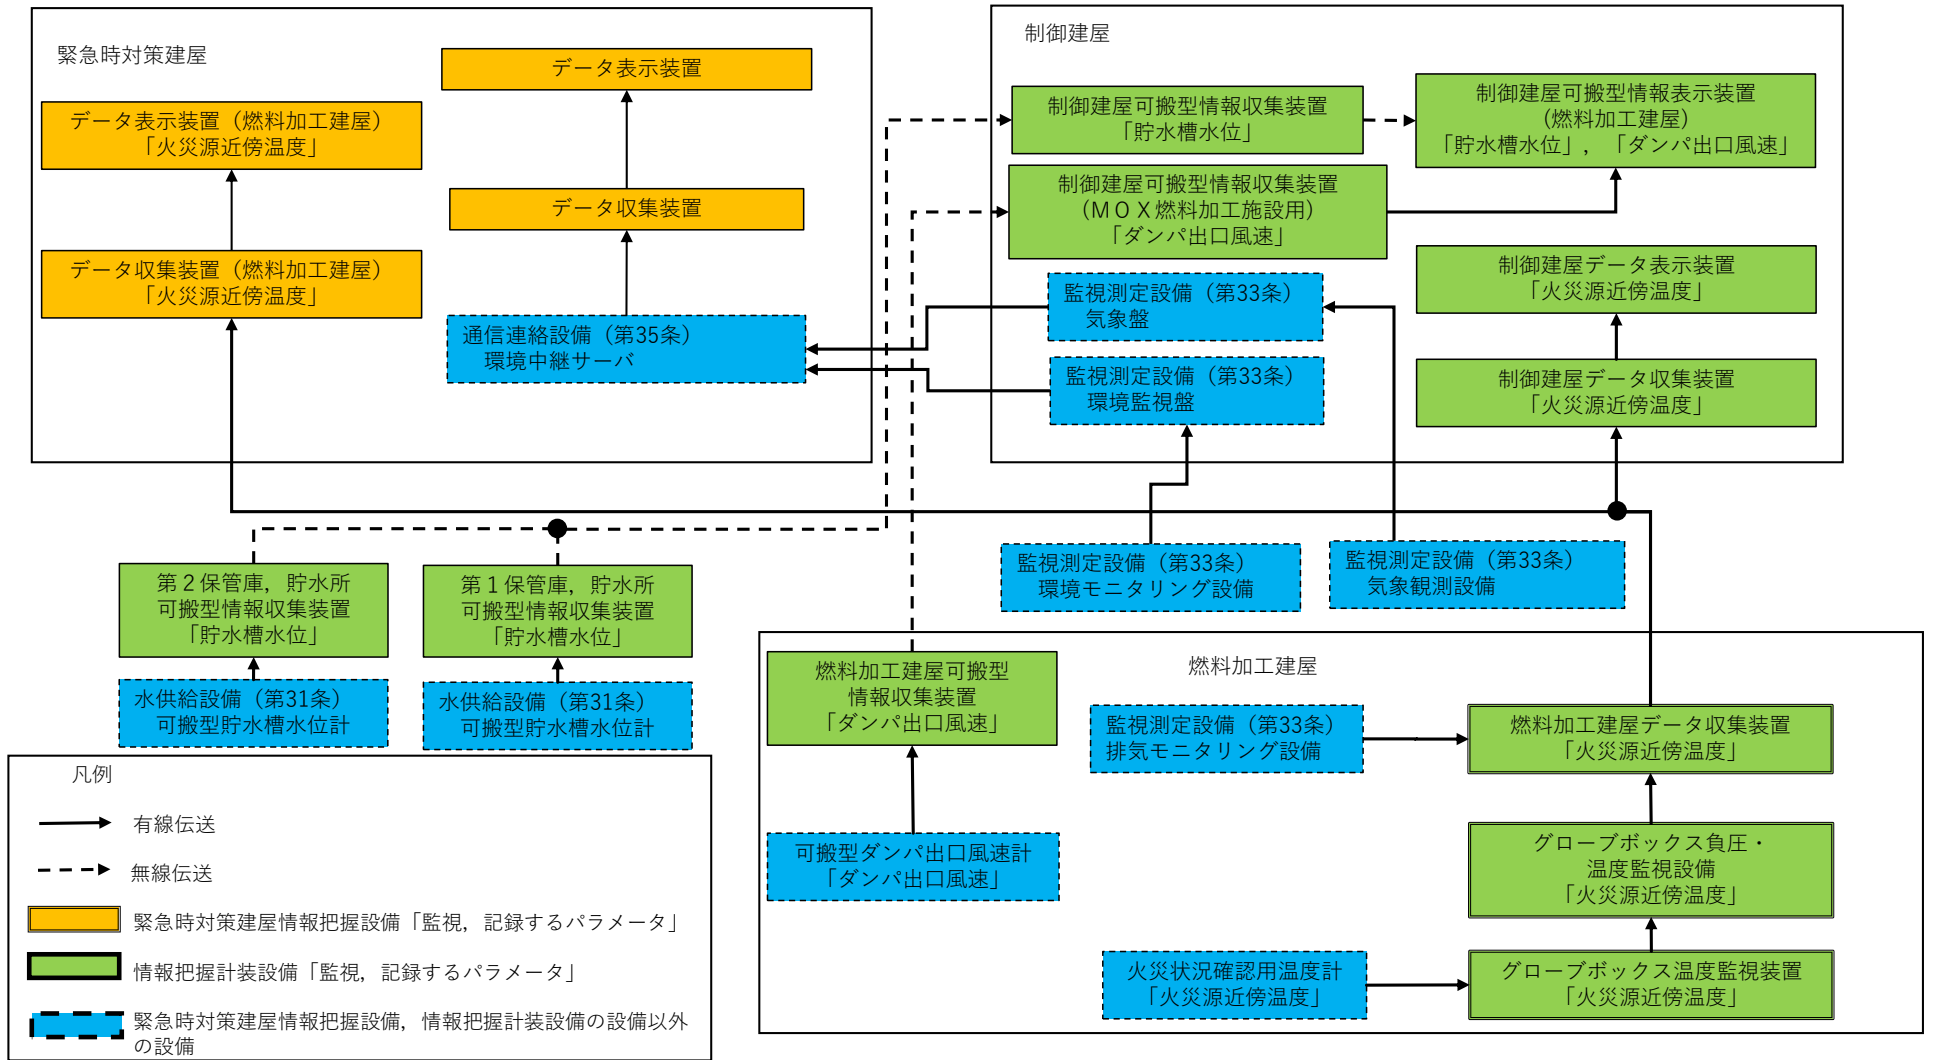 緊急時対策建屋
データ表示装置
データ表示装置（燃料加工建屋）
「火災源近傍温度」
データ収集装置
データ収集装置（燃料加工建屋）
「火災源近傍温度」
通信連絡設備（第35条）
環境中継サーバ
制御建屋
制御建屋可搬型情報収集装置
「貯水槽水位」
制御建屋可搬型情報表示装置
(燃料加工建屋)
「貯水槽水位」，「ダンパ出口風速」
制御建屋可搬型情報収集装置
（ＭＯＸ燃料加工施設用）
「ダンパ出口風速」
監視測定設備（第33条）
気象盤
制御建屋データ表示装置
「火災源近傍温度」
監視測定設備（第33条）
環境監視盤
制御建屋データ収集装置
「火災源近傍温度」
第２保管庫，貯水所
可搬型情報収集装置
「貯水槽水位」
第１保管庫，貯水所
可搬型情報収集装置
「貯水槽水位」
監視測定設備（第33条）
環境モニタリング設備
監視測定設備（第33条）
気象観測設備
水供給設備（第31条）
可搬型貯水槽水位計
水供給設備（第31条）
可搬型貯水槽水位計
燃料加工建屋
燃料加工建屋可搬型
情報収集装置
「ダンパ出口風速」
監視測定設備（第33条）
排気モニタリング設備
燃料加工建屋データ収集装置
「火災源近傍温度」
可搬型ダンパ出口風速計
「ダンパ出口風速」
グローブボックス負圧・
温度監視設備
「火災源近傍温度」
火災状況確認用温度計
「火災源近傍温度」
グローブボックス温度監視装置
「火災源近傍温度」
凡例
有線伝送
無線伝送
緊急時対策建屋情報把握設備「監視，記録するパラメータ」
情報把握計装設備「監視，記録するパラメータ」
緊急時対策建屋情報把握設備，情報把握計装設備の設備以外
の設備